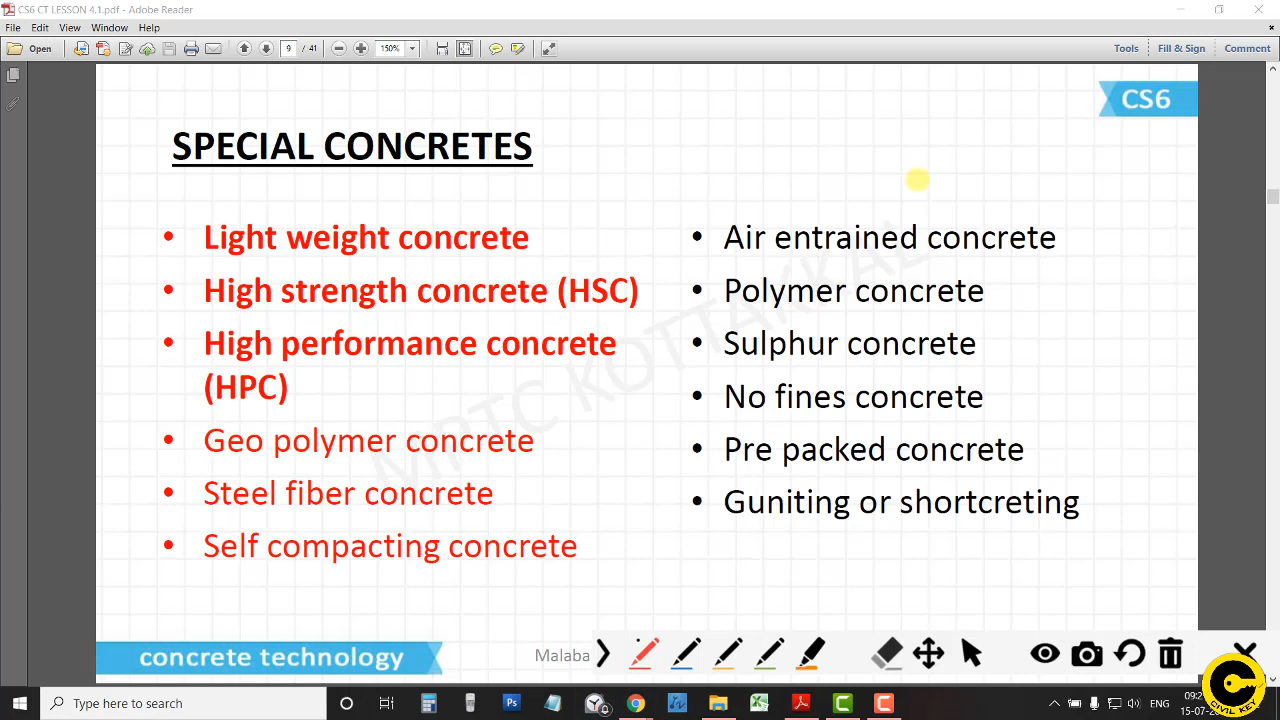 CS6 CT LESSON 4.1.pdf - Adobe Reader
File Edit View Window Help
Open 9 / 41 150% Tools Fill & Sign Comment
CS6
SPECIAL CONCRETES
• Light weight concrete
• High strength concrete (HSC)
• High performance concrete
(HPC)
• Geo polymer concrete
• Steel fiber concrete
• Self compacting concrete
• Air entrained concrete
• Polymer concrete
• Sulphur concrete
• No fines concrete
• Pre packed concrete
• Guniting or shortcreting
MPTC KOTTAKKAL
concrete technology
Malaba
CIVIL KEY
Type here to search
ENG